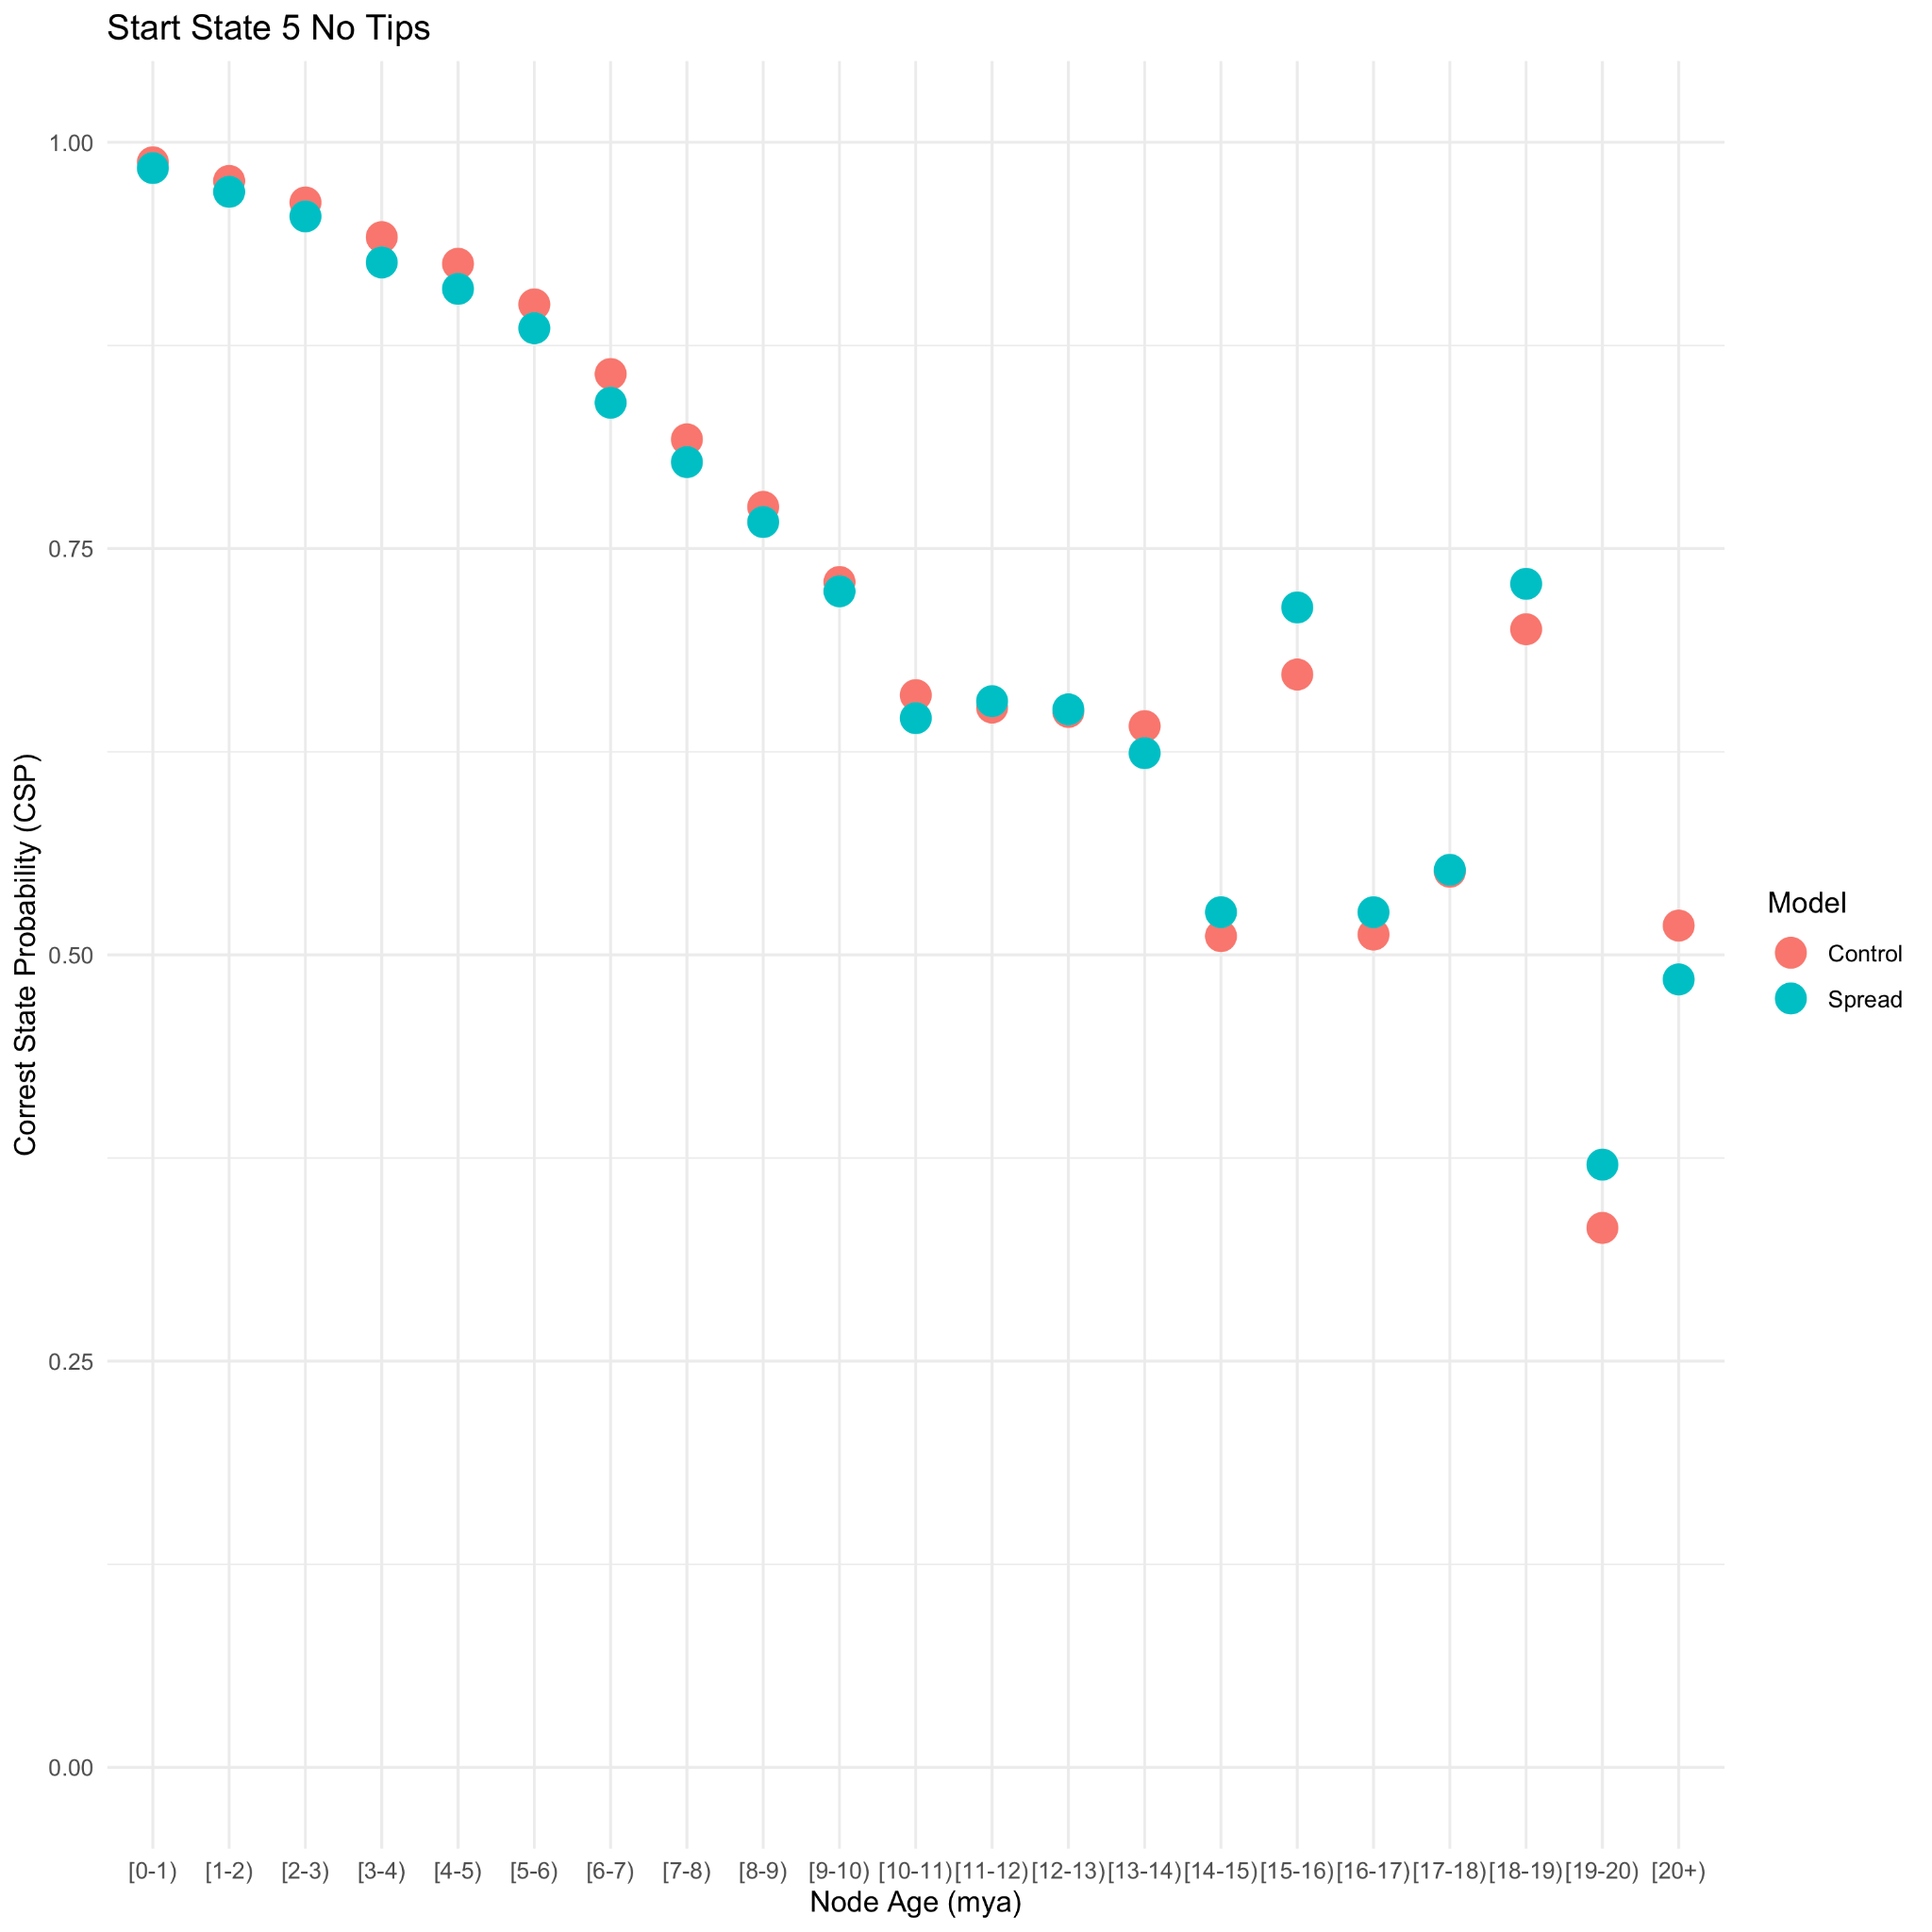 Start State 5 No Tips
Correst State Probability (CSP)
1.00
0.75
0.50
0.25
0.00
[0-1) [1-2) [2-3) [3-4) [4-5) [5-6) [6-7) [7-8) [8-9) [9-10) [10-11) [11-12) [12-13) [13-14) [14-15) [15-16) [16-17) [17-18) [18-19) [19-20) [20+)
Node Age (mya)
Model
Control
Spread